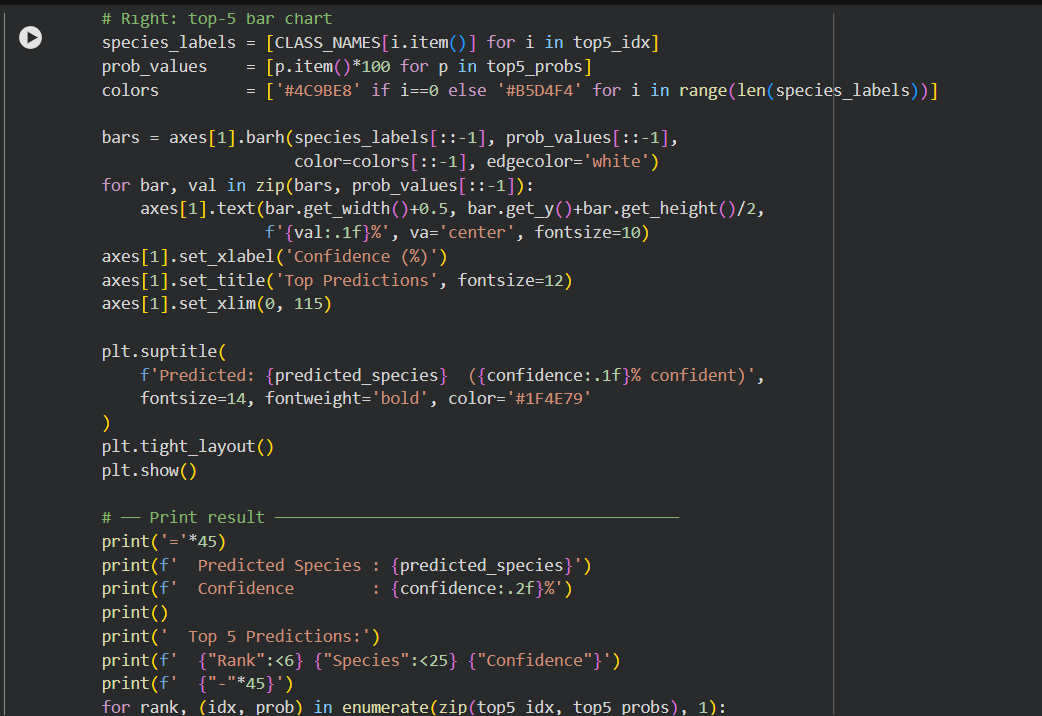 # Right: top-5 bar chart
species_labels = [CLASS_NAMES[i.item()] for i in top5_idx]
prob_values    = [p.item()*100 for p in top5_probs]
colors         = ['#4C9BE8' if i==0 else '#B5D4F4' for i in range(len(species_labels))]

bars = axes[1].barh(species_labels[::-1], prob_values[::-1],
                    color=colors[::-1], edgecolor='white')
for bar, val in zip(bars, prob_values[::-1]):
    axes[1].text(bar.get_width()+0.5, bar.get_y()+bar.get_height()/2,
                 f'{val:.1f}%', va='center', fontsize=10)
axes[1].set_xlabel('Confidence (%)')
axes[1].set_title('Top Predictions', fontsize=12)
axes[1].set_xlim(0, 115)

plt.suptitle(
    f'Predicted: {predicted_species}  ({confidence:.1f}% confident)',
    fontsize=14, fontweight='bold', color='#1F4E79'
)
plt.tight_layout()
plt.show()

# ── Print result ──────────────────────────────────────────
print('='*45)
print(f'  Predicted Species : {predicted_species}')
print(f'  Confidence        : {confidence:.2f}%')
print()
print('  Top 5 Predictions:')
print(f'  {"Rank":<6} {"Species":<25} {"Confidence"}')
print(f'  {"-"*45}')
for rank, (idx, prob) in enumerate(zip(top5_idx, top5_probs), 1):